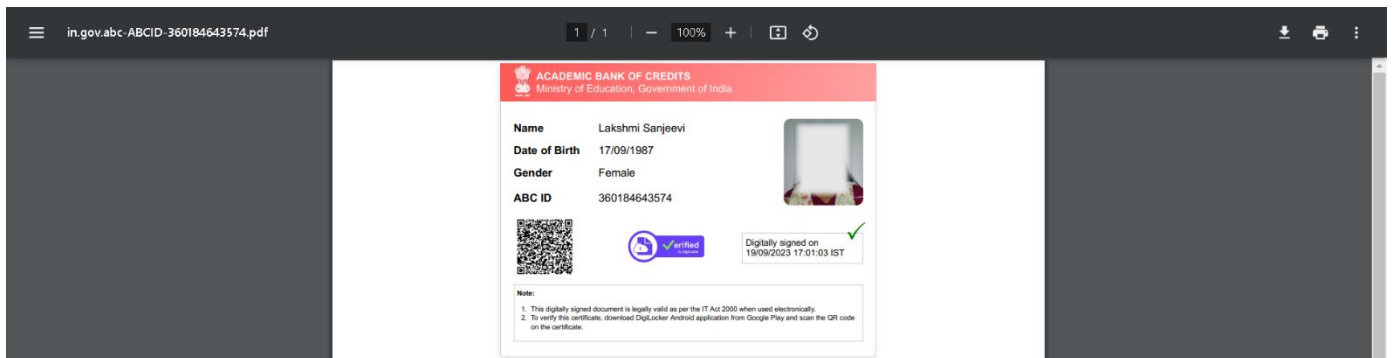 in.gov.abc-ABCID-360184643574.pdf
1 / 1
100%
ACADEMIC BANK OF CREDITS
Ministry of Education, Government of India
Name Lakshmi Sanjeevi
Date of Birth 17/09/1987
Gender Female
ABC ID 360184643574
Verified
Digitally signed on
19/09/2023 17:01:03 IST
Note:
1. This digitally signed document is legally valid as per the IT Act 2000 when used electronically.
2. To verify this certificate, download DigiLocker Android application from Google Play and scan the QR code
on the certificate.